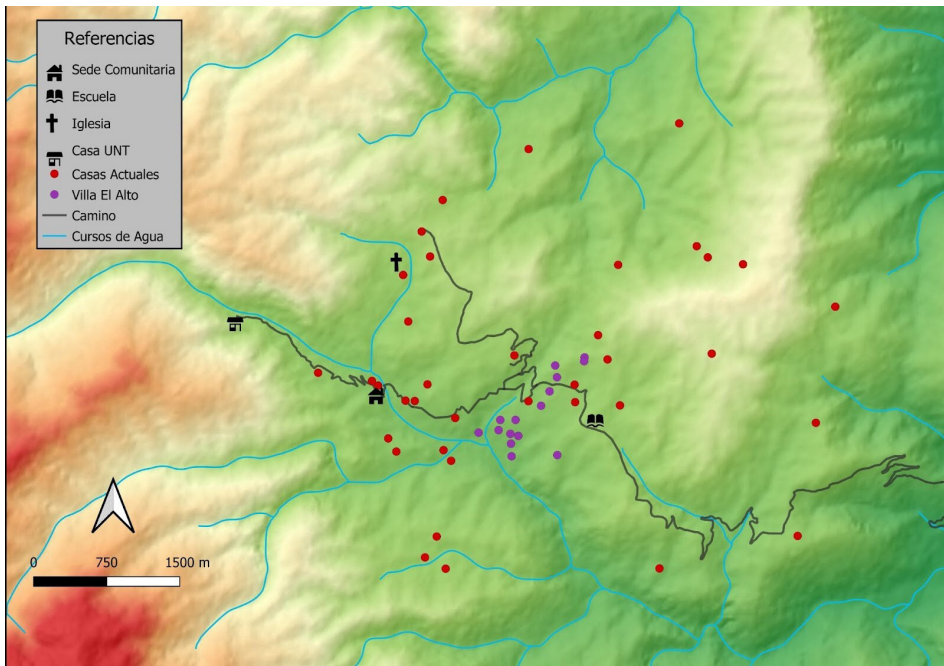 Referencias
Sede Comunitaria
Escuela
Iglesia
Casa UNT
Casas Actuales
Villa El Alto
Camino
Cursos de Agua
0 750 1500 m